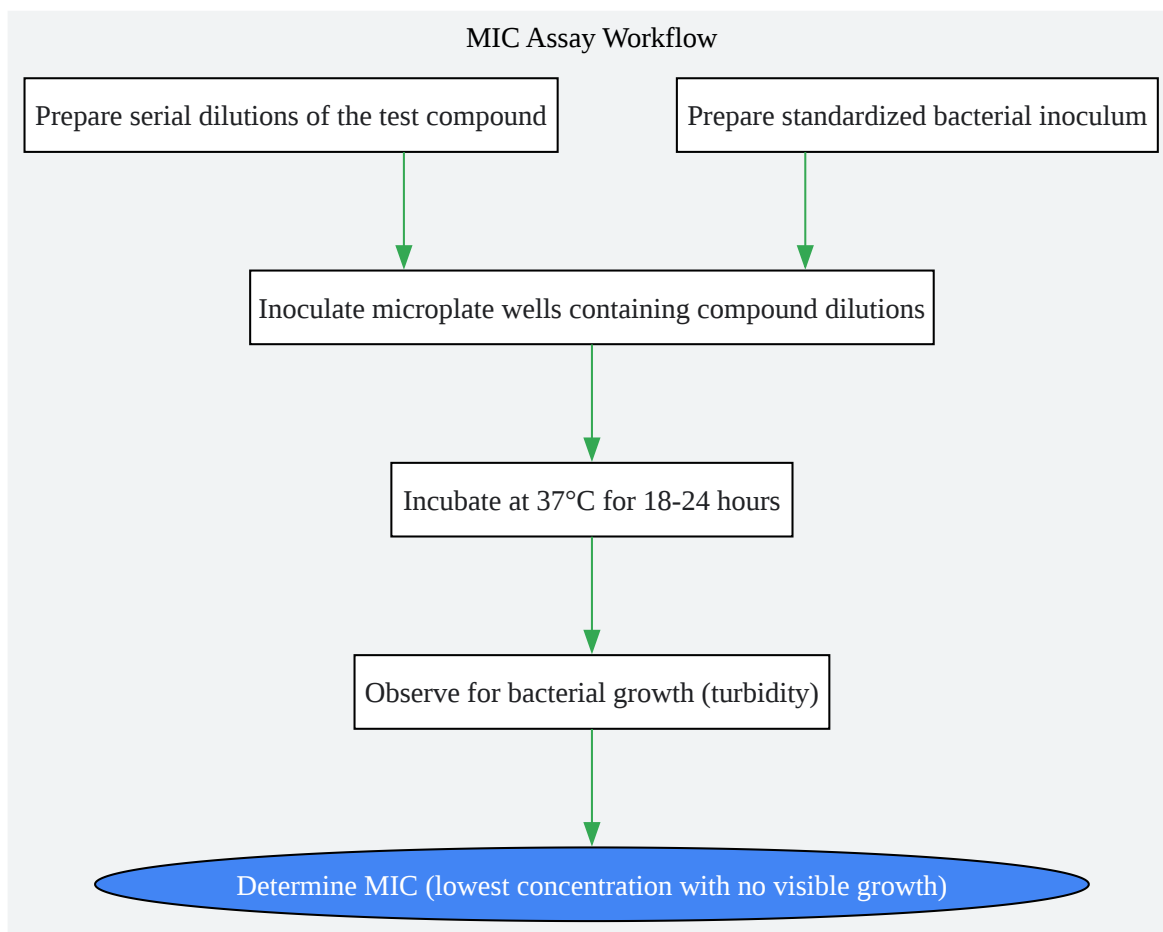 MIC Assay Workflow
Prepare serial dilutions of the test compound
Prepare standardized bacterial inoculum
Inoculate microplate wells containing compound dilutions
Incubate at 37°C for 18-24 hours
Observe for bacterial growth (turbidity)
Determine MIC (lowest concentration with no visible growth)